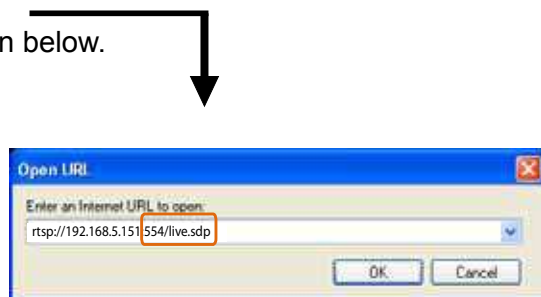 n below.
Open URL
Enter an Internet URL to open:
rtsp://192.168.5.151:554/live.sdp
OK Cancel